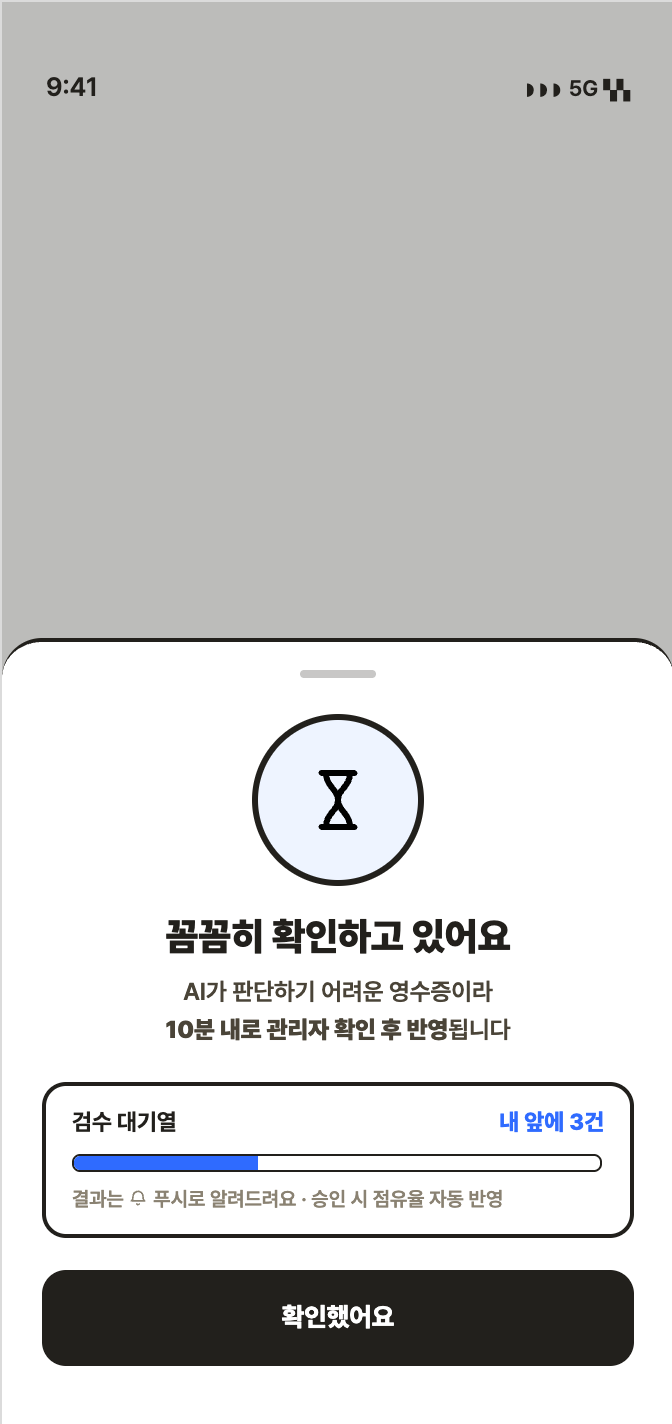 9:41
5G
꼼꼼히 확인하고 있어요
AI가 판단하기 어려운 영수증이라
10분 내로 관리자 확인 후 반영됩니다
검수 대기열
내 앞에 3건
결과는 푸시로 알려드려요 · 승인 시 점유율 자동 반영
확인했어요